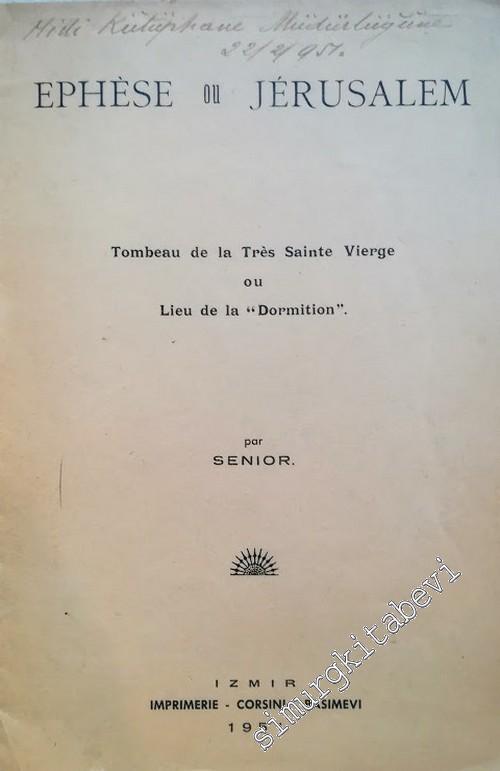 Milli Kütüphane Müdürlüğüne
22/2/951.
EPHÈSE OU JÉRUSALEM
Tombeau de la Très Sainte Vierge
ou
Lieu de la “Dormition”.
par
SENIOR.
IZMIR
IMPRIMERIE - CORSINI - BASIMEVI
simurgkitabevi